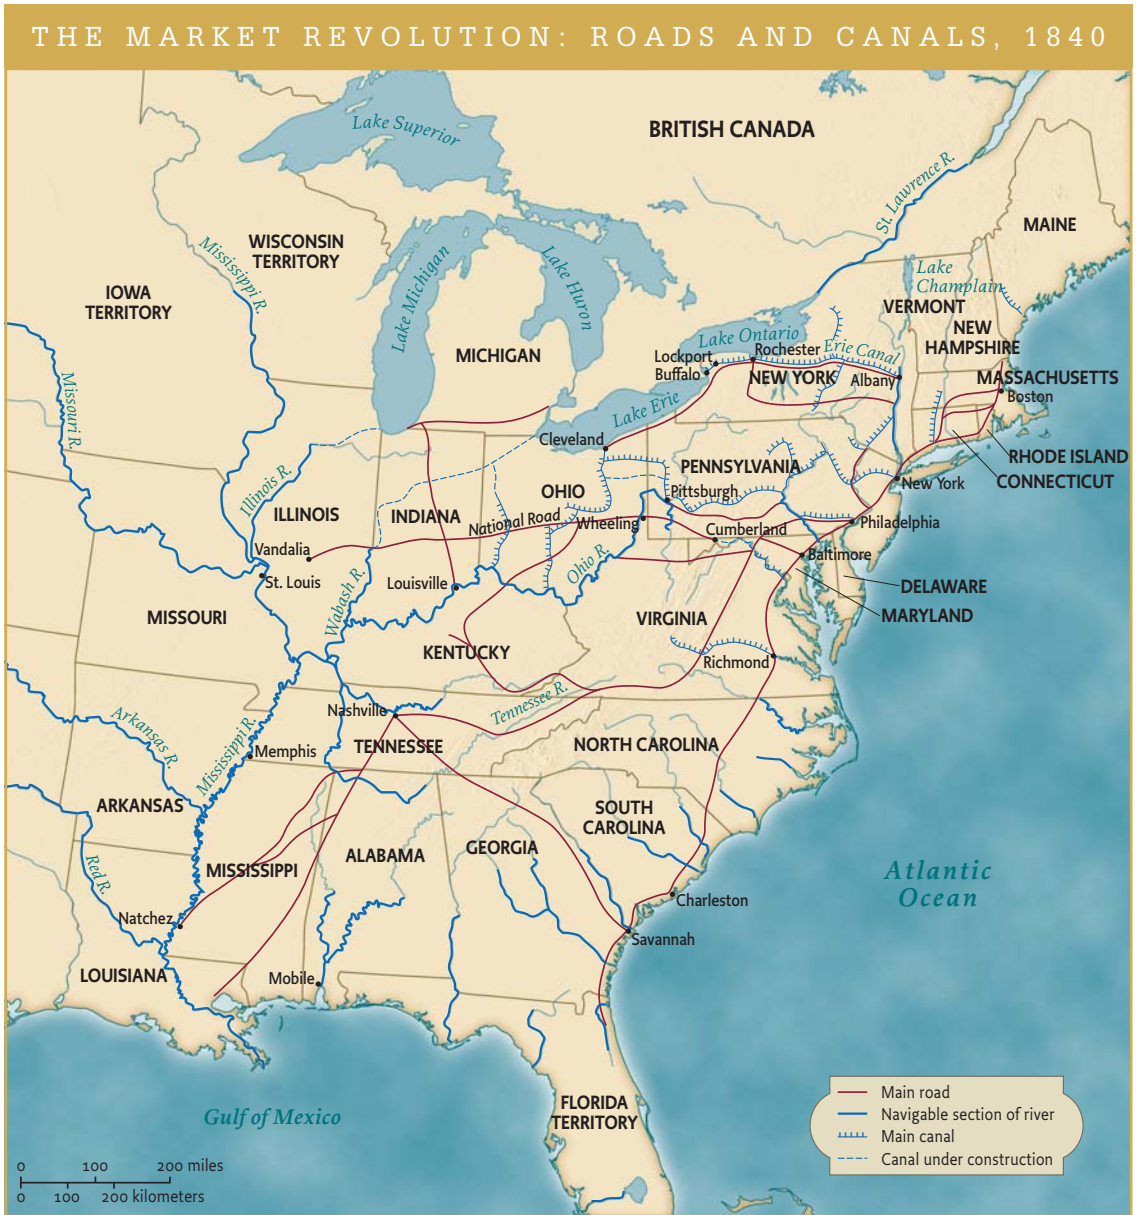 THE MARKET REVOLUTION: ROADS AND CANALS, 1840
Lake Superior
BRITISH CANADA
St. Lawrence R.
MAINE
WISCONSIN
TERRITORY
Mississippi R.
IOWA
TERRITORY
Lake Michigan
Lake Huron
Lake
Champlain
VERMONT
NEW
HAMPSHIRE
MICHIGAN
Lake Ontario
Lockport
Rochester
Erie Canal
Buffalo
NEW YORK
Albany
MASSACHUSETTS
Boston
Missouri R.
Lake Erie
Cleveland
RHODE ISLAND
CONNECTICUT
New York
PENNSYLVANIA
Pittsburgh
OHIO
Illinois R.
ILLINOIS
INDIANA
National Road
Wheeling
Cumberland
Philadelphia
Vandalia
Ohio R.
Baltimore
St. Louis
Louisville
DELAWARE
MARYLAND
Wabash R.
MISSOURI
VIRGINIA
KENTUCKY
Richmond
Tennessee R.
Nashville
Arkansas R.
Mississippi R.
Memphis
TENNESSEE
NORTH CAROLINA
ARKANSAS
SOUTH
CAROLINA
Red R.
MISSISSIPPI
ALABAMA
GEORGIA
Atlantic
Ocean
Charleston
Natchez
Savannah
LOUISIANA
Mobile
Gulf of Mexico
FLORIDA
TERRITORY
Main road
Navigable section of river
Main canal
Canal under construction
0 100 200 miles
0 100 200 kilometers